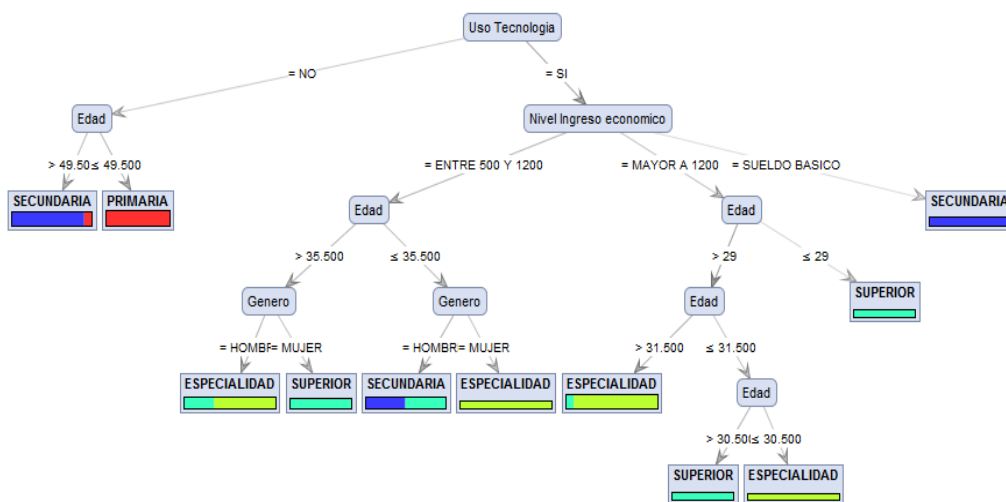 Uso Tecnologia
= NO
= SI
Edad
Nivel Ingreso economico
> 49.50
≤ 49.500
= ENTRE 500 Y 1200
= MAYOR A 1200
= SUELDO BASICO
SECUNDARIA
PRIMARIA
Edad
Edad
SECUNDARIA
> 35.500
≤ 35.500
> 29
≤ 29
Genero
Genero
Edad
SUPERIOR
= HOMBR
= MUJER
= HOMBR
= MUJER
> 31.500
≤ 31.500
ESPECIALIDAD
SUPERIOR
SECUNDARIA
ESPECIALIDAD
ESPECIALIDAD
Edad
> 30.50
≤ 30.500
SUPERIOR
ESPECIALIDAD